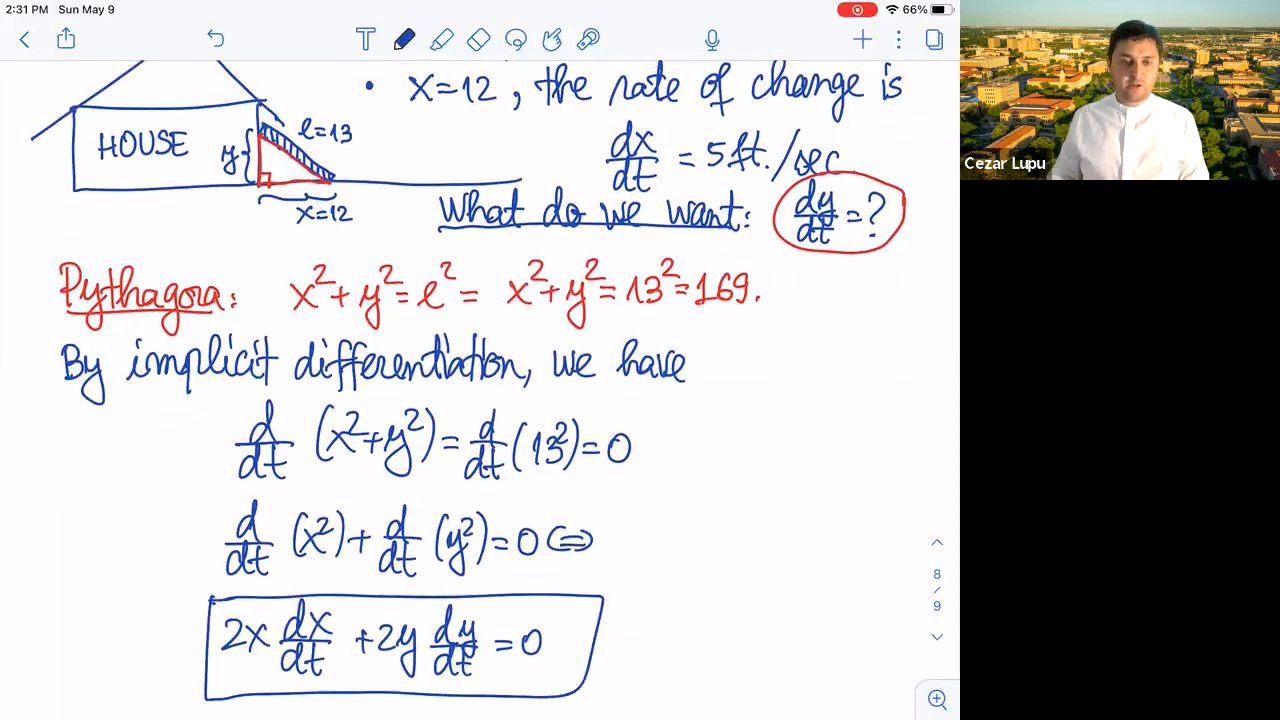 2:31 PM Sun May 9
66%
• x=12, the rate of change is
HOUSE
y
l=13
x=12
dx/dt = 5ft./sec
What do we want: dy/dt = ?
Pythagora: x² + y² = l² = x² + y² = 13² = 169.
By implicit differentiation, we have
d/dt (x² + y²) = d/dt (13²) = 0
d/dt (x²) + d/dt (y²) = 0 ⇔
2x dx/dt + 2y dy/dt = 0
8
/
9
T
Cezar Lupu